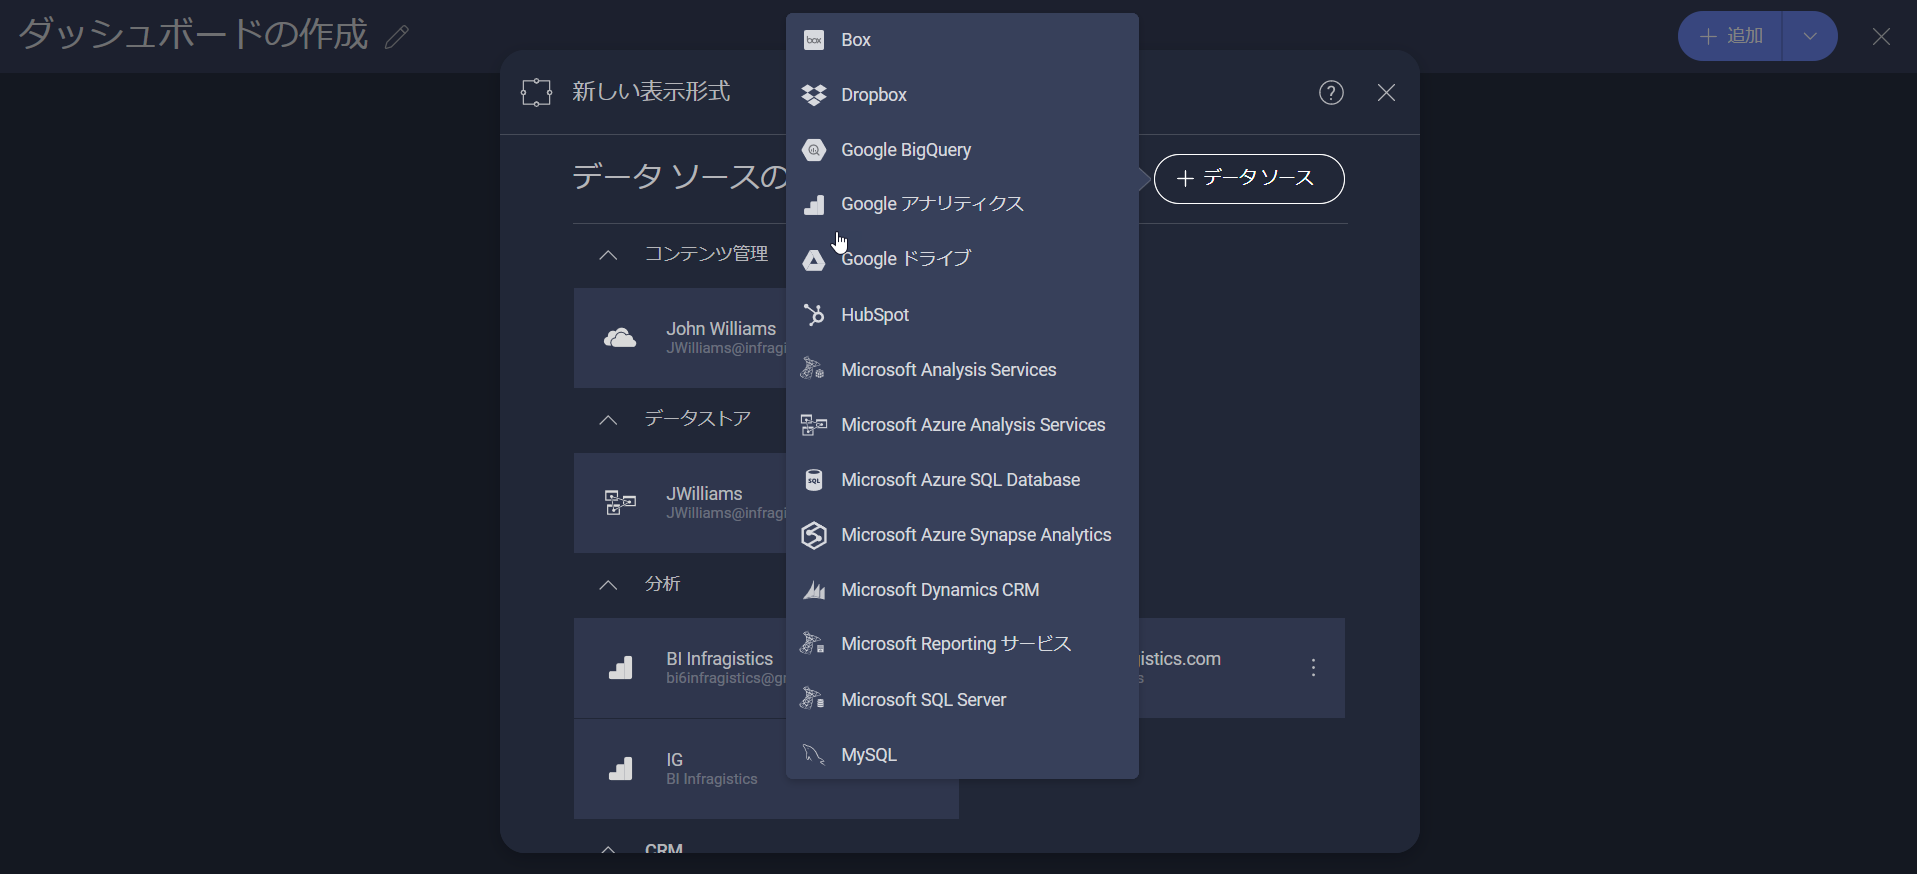 ダッシュボードの作成
追加
新しい表示形式
データ ソースの
データ ソース
Box
Dropbox
Google BigQuery
Google アナリティクス
Google ドライブ
HubSpot
Microsoft Analysis Services
Microsoft Azure Analysis Services
Microsoft Azure SQL Database
Microsoft Azure Synapse Analytics
Microsoft Dynamics CRM
Microsoft Reporting サービス
Microsoft SQL Server
MySQL
コンテンツ管理
John Williams
JWilliams@infragi
データストア
JWilliams
JWilliams@infragi
分析
BI Infragistics
bi6infragistics@g
istics.com
s
IG
BI Infragistics
CRM